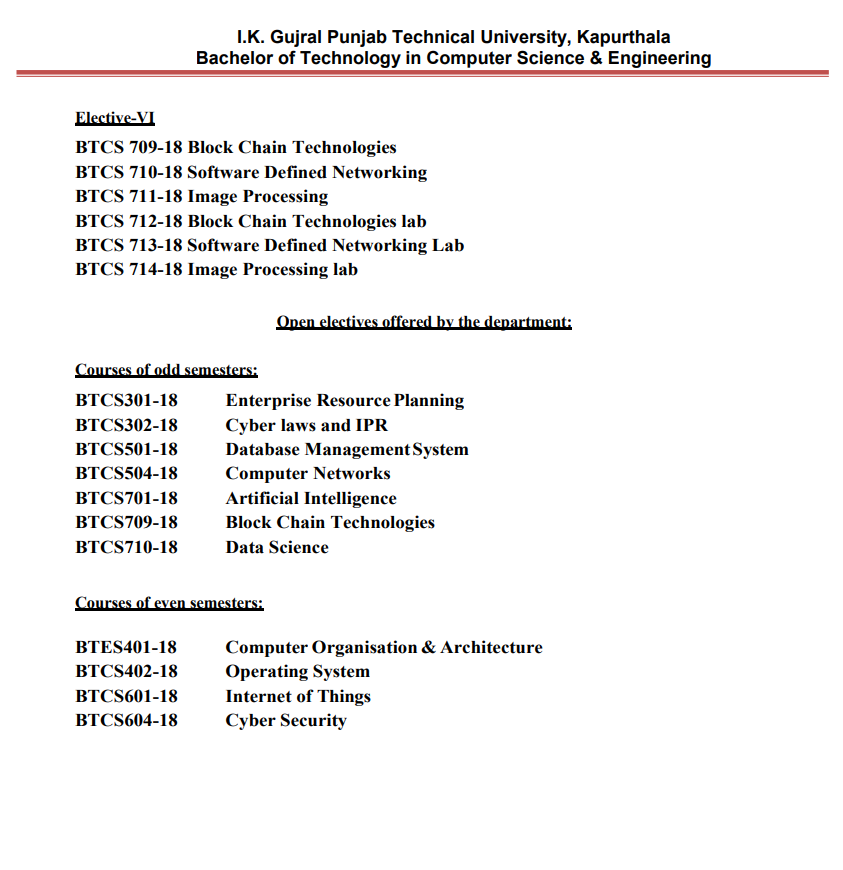 I.K. Gujral Punjab Technical University, Kapurthala
Bachelor of Technology in Computer Science & Engineering
Elective-VI
BTCS 709-18 Block Chain Technologies
BTCS 710-18 Software Defined Networking
BTCS 711-18 Image Processing
BTCS 712-18 Block Chain Technologies lab
BTCS 713-18 Software Defined Networking Lab
BTCS 714-18 Image Processing lab
Open electives offered by the department:
Courses of odd semesters:
BTCS301-18 Enterprise Resource Planning
BTCS302-18 Cyber laws and IPR
BTCS501-18 Database Management System
BTCS504-18 Computer Networks
BTCS701-18 Artificial Intelligence
BTCS709-18 Block Chain Technologies
BTCS710-18 Data Science
Courses of even semesters:
BTES401-18 Computer Organisation & Architecture
BTCS402-18 Operating System
BTCS601-18 Internet of Things
BTCS604-18 Cyber Security